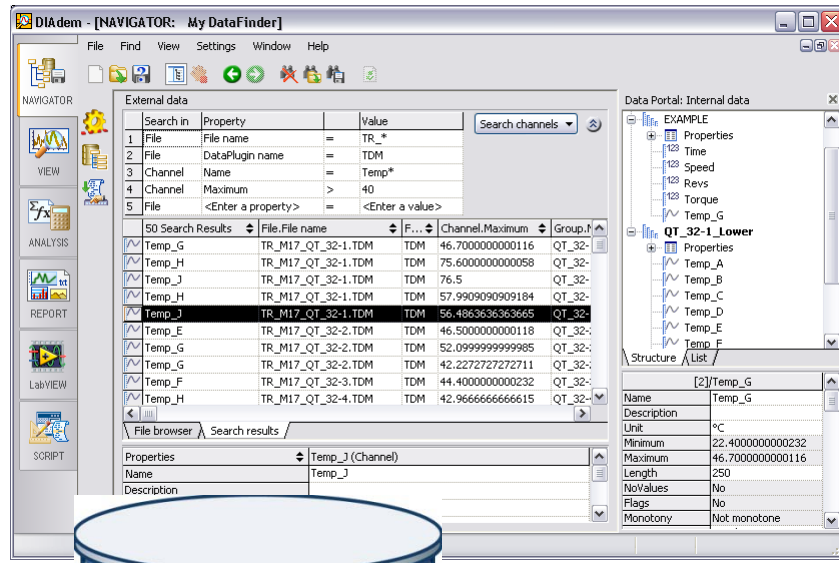 DIAdem - [NAVIGATOR: My DataFinder]
File Find View Settings Window Help
NAVIGATOR
VIEW
ANALYSIS
REPORT
LabVIEW
SCRIPT
External data
Search in Property Value
1 File File name = TR_*
2 File DataPlugin name = TDM
3 Channel Name = Temp*
4 Channel Maximum > 40
5 File <Enter a property> = <Enter a value>
Search channels
50 Search Results File.File name F... Channel.Maximum Group.
Temp_G TR_M17_QT_32-1.TDM TDM 46.7000000000116 QT_32-
Temp_H TR_M17_QT_32-1.TDM TDM 75.6000000000058 QT_32-
Temp_J TR_M17_QT_32-1.TDM TDM 76.5 QT_32-
Temp_H TR_M17_QT_32-1.TDM TDM 57.9909090909184 QT_32-
Temp_J TR_M17_QT_32-1.TDM TDM 56.4863636363665 QT_32-
Temp_E TR_M17_QT_32-2.TDM TDM 46.5000000000118 QT_32-
Temp_G TR_M17_QT_32-2.TDM TDM 52.0999999999985 QT_32-
Temp_G TR_M17_QT_32-2.TDM TDM 42.2272727272711 QT_32-
Temp_F TR_M17_QT_32-3.TDM TDM 44.4000000000232 QT_32-
Temp_H TR_M17_QT_32-4.TDM TDM 42.9666666666615 QT_32-
File browser Search results
Properties Temp_J (Channel)
Name Temp_J
Description
Data Portal: Internal data
EXAMPLE
Properties
123 Time
123 Speed
123 Revs
123 Torque
Temp_G
QT_32-1_Lower
Properties
Temp_A
Temp_B
Temp_C
Temp_D
Temp_E
Temp_F
Structure List
[2]/Temp_G
Name Temp_G
Description
Unit °C
Minimum 22.4000000000232
Maximum 46.7000000000116
Length 250
NoValues No
Flags No
Monotony Not monotone